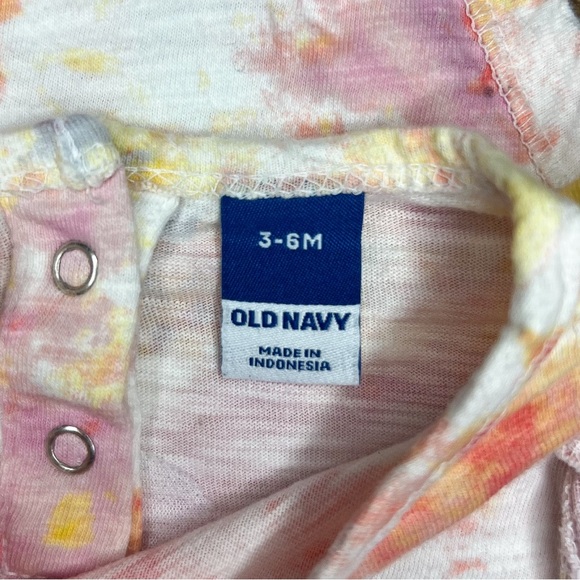 3-6M
OLD NAVY
MADE IN
INDONESIA